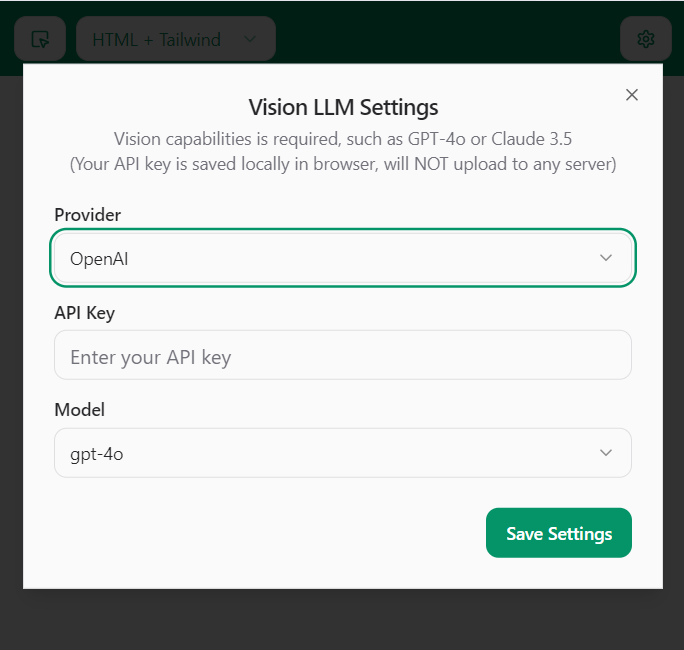 HTML + Tailwind
Vision LLM Settings
Vision capabilities is required, such as GPT-4o or Claude 3.5
(Your API key is saved locally in browser, will NOT upload to any server)
Provider
OpenAI
API Key
Enter your API key
Model
gpt-4o
Save Settings